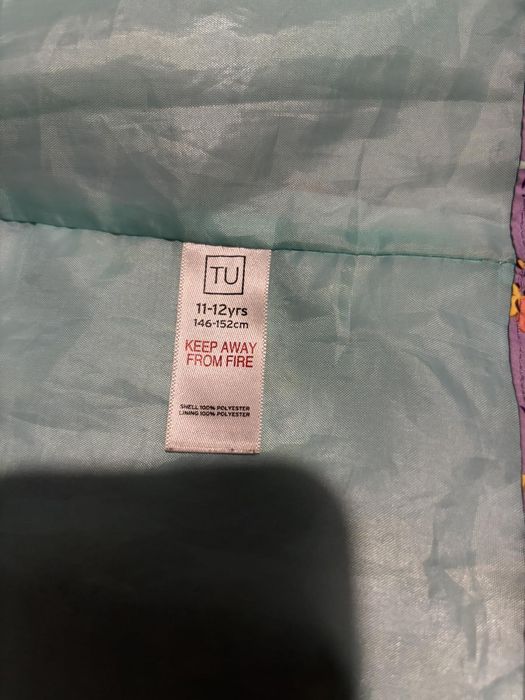 TU
11-12yrs
146-152cm
KEEP AWAY
FROM FIRE
SHELL 100% POLYESTER
LINING 100% POLYESTER